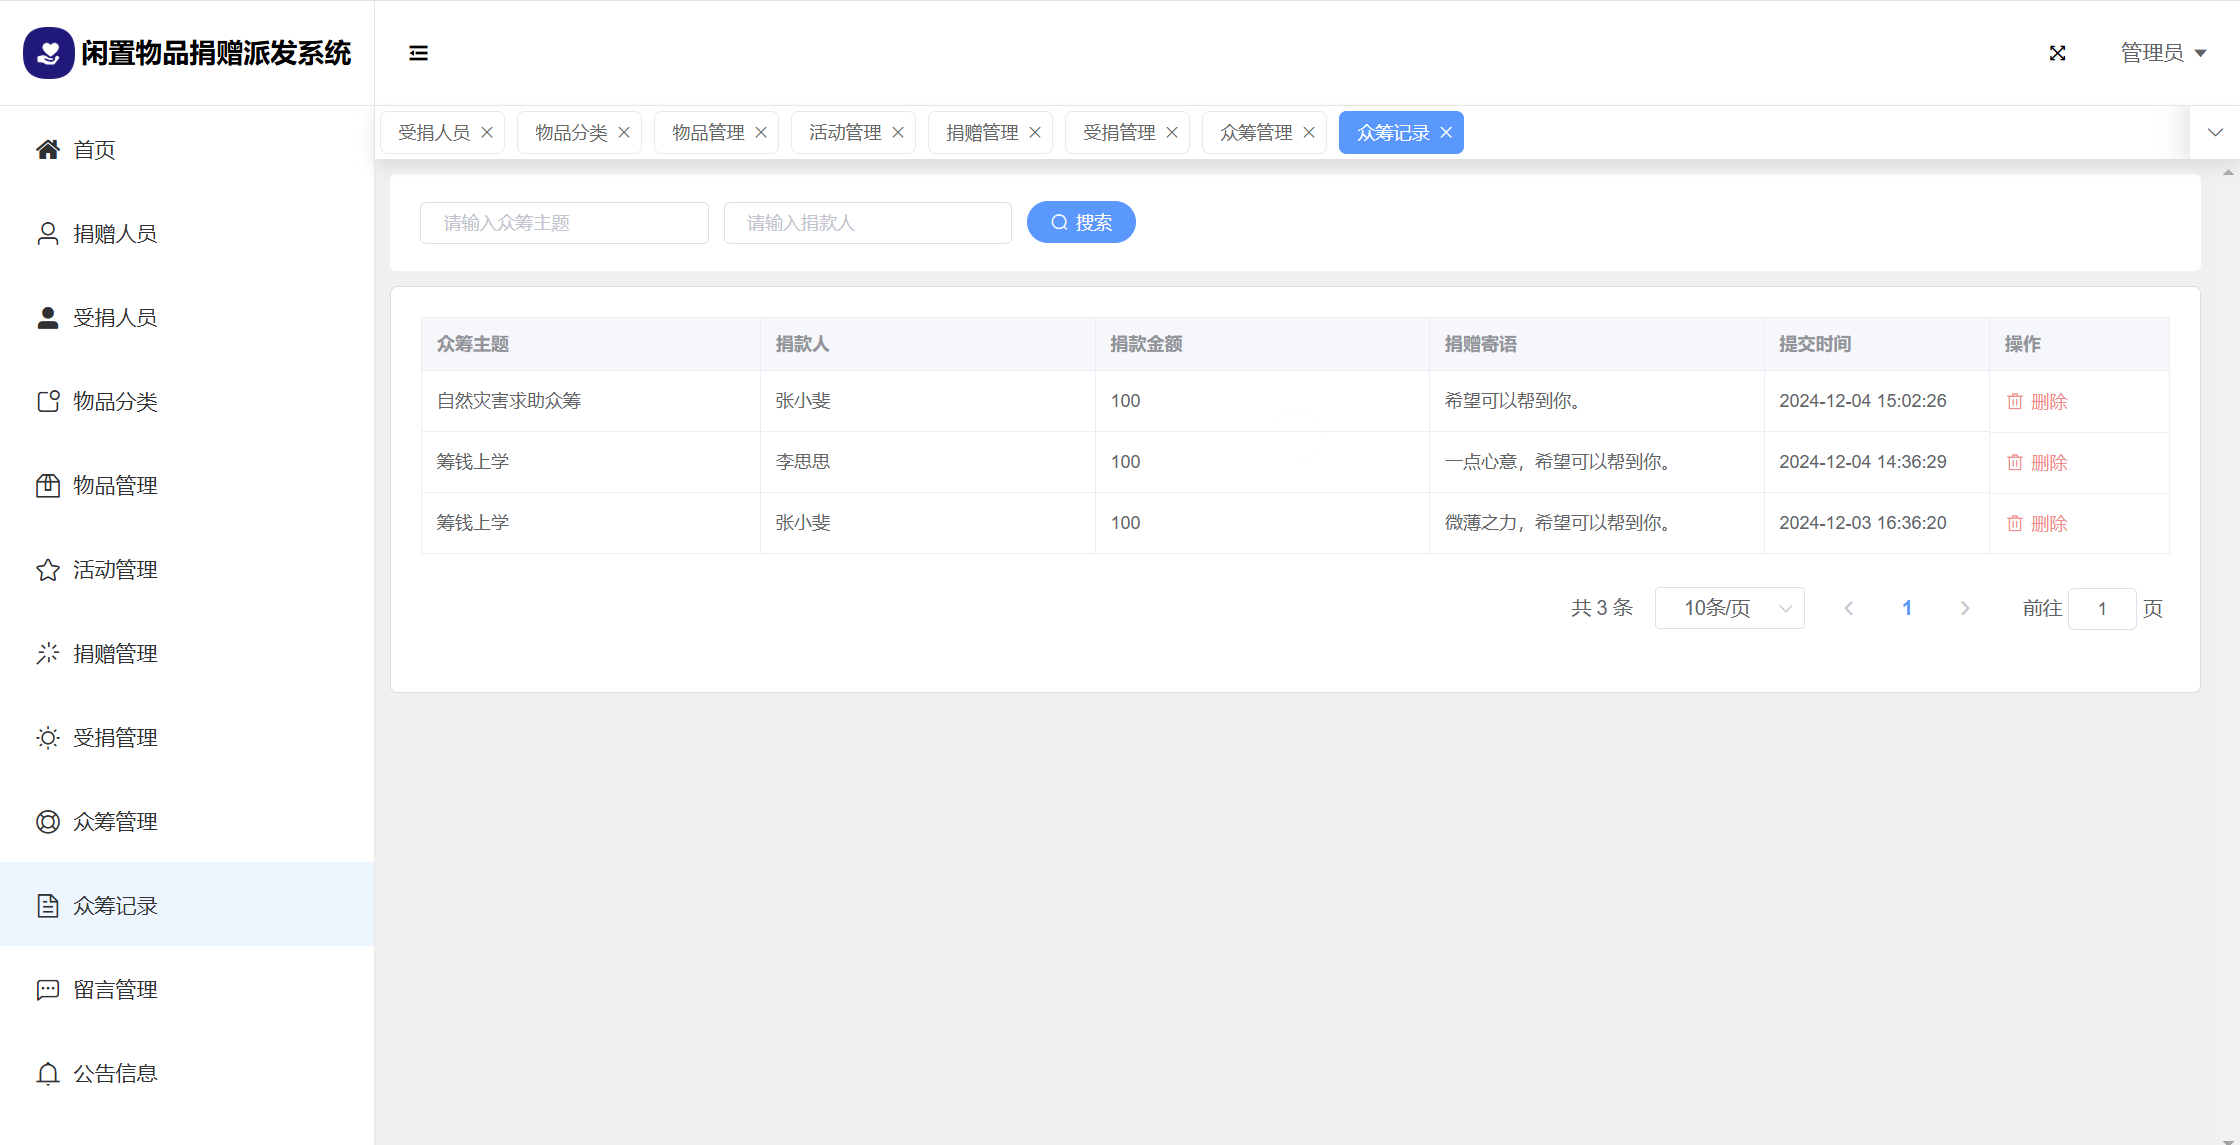 闲置物品捐赠派发系统
管理员
首页
捐赠人员
受捐人员
物品分类
物品管理
活动管理
捐赠管理
受捐管理
众筹管理
众筹记录
留言管理
公告信息
受捐人员 物品分类 物品管理 活动管理 捐赠管理 受捐管理 众筹管理 众筹记录
请输入众筹主题 请输入捐款人 搜索
众筹主题 捐款人 捐款金额 捐赠寄语 提交时间 操作
自然灾害求助众筹 张小斐 100 希望可以帮到你。 2024-12-04 15:02:26 删除
筹钱上学 李思思 100 一点心意，希望可以帮到你。 2024-12-04 14:36:29 删除
筹钱上学 张小斐 100 微薄之力，希望可以帮到你。 2024-12-03 16:36:20 删除
共 3 条 10条/页 1 前往 1 页